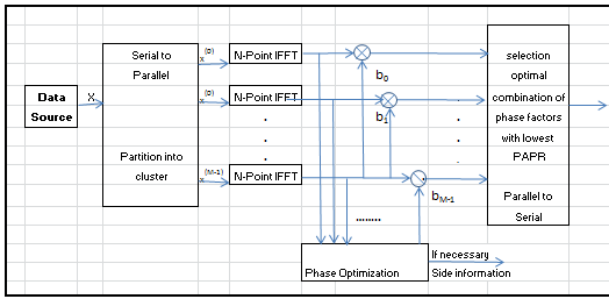 Serial to
Parallel
Partition into
cluster
Data
Source
X
(0)
x
(0)
x
(M-1)
x
N-Point IFFT
N-Point IFFT
N-Point IFFT
b0
b1
bM-1
........
selection
optimal
combination of
phase factors
with lowest
PAPR
Parallel to
Serial
Phase Optimization
If necessary
Side information